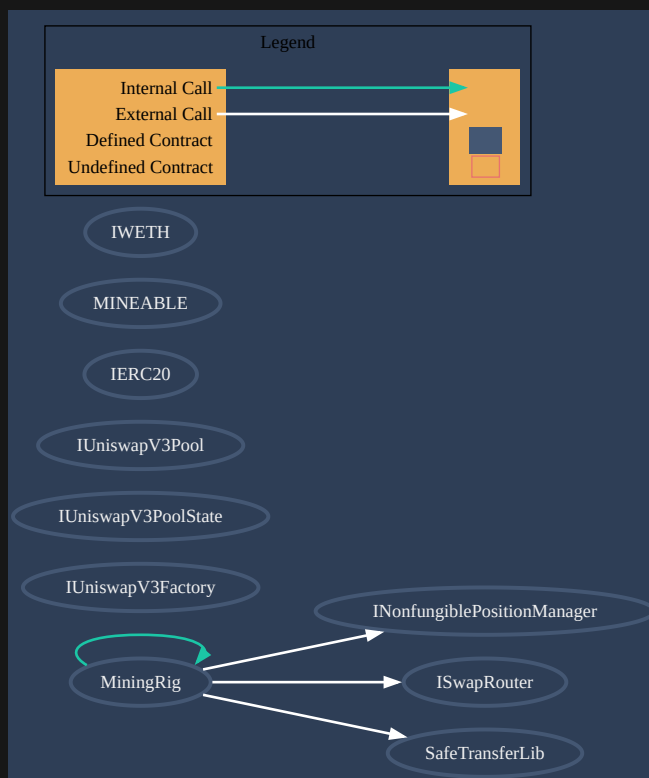 Legend
Internal Call
External Call
Defined Contract
Undefined Contract
IWETH
MINEABLE
IERC20
IUniswapV3Pool
IUniswapV3PoolState
IUniswapV3Factory
INonfungiblePositionManager
MiningRig
ISwapRouter
SafeTransferLib